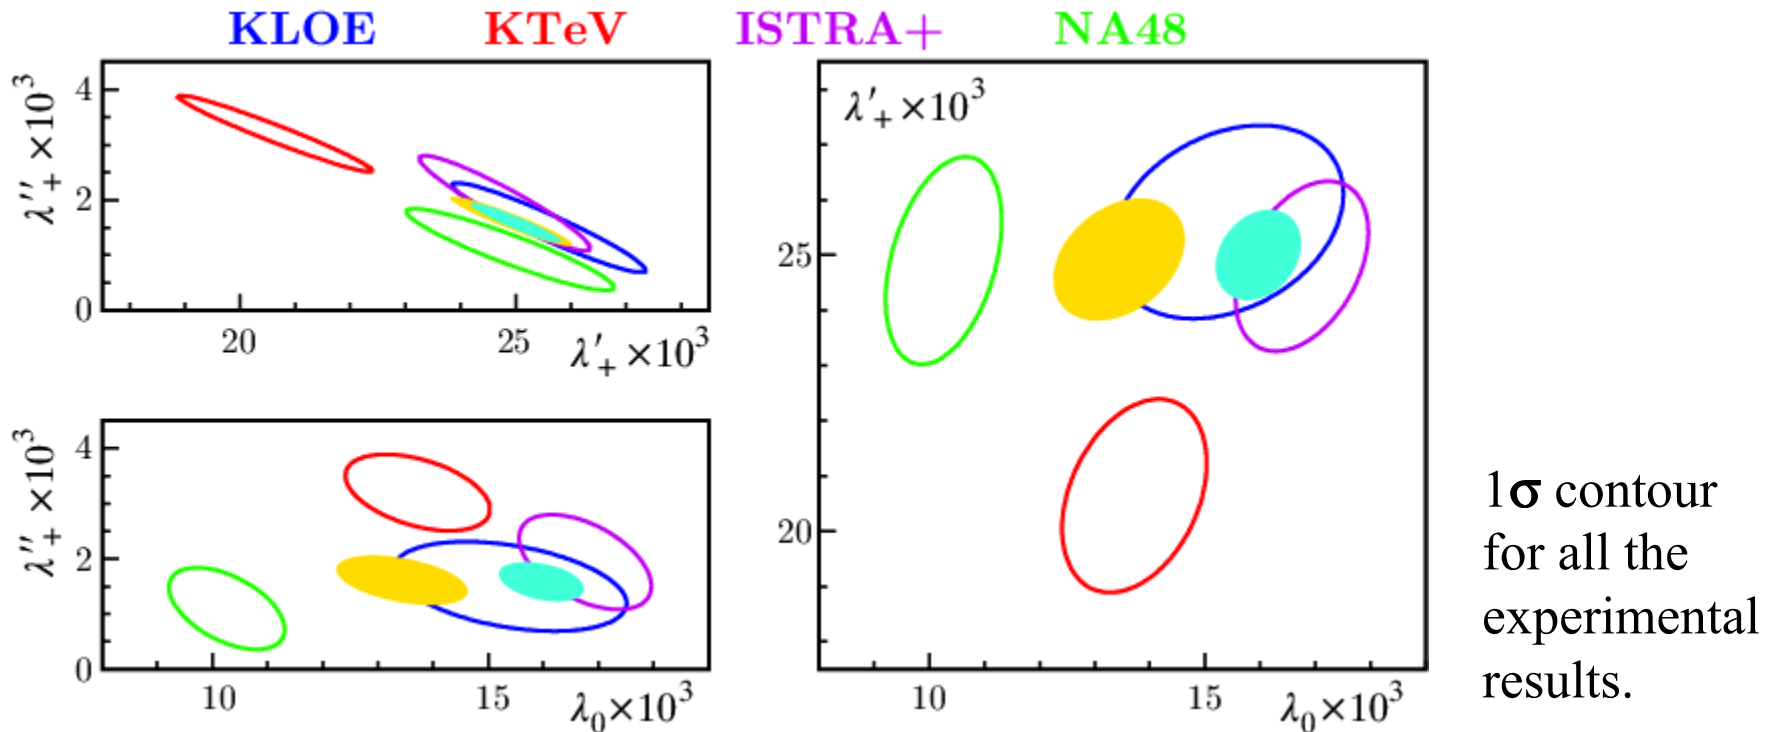 KLOE KTeV ISTRA+ NA48
λ″₊ ×10³
4
2
0
20 25 λ′₊ ×10³
λ″₊ ×10³
4
2
0
10 15 λ₀×10³
λ′₊ ×10³
25
20
10 15 λ₀×10³
1σ contour
for all the
experimental
results.